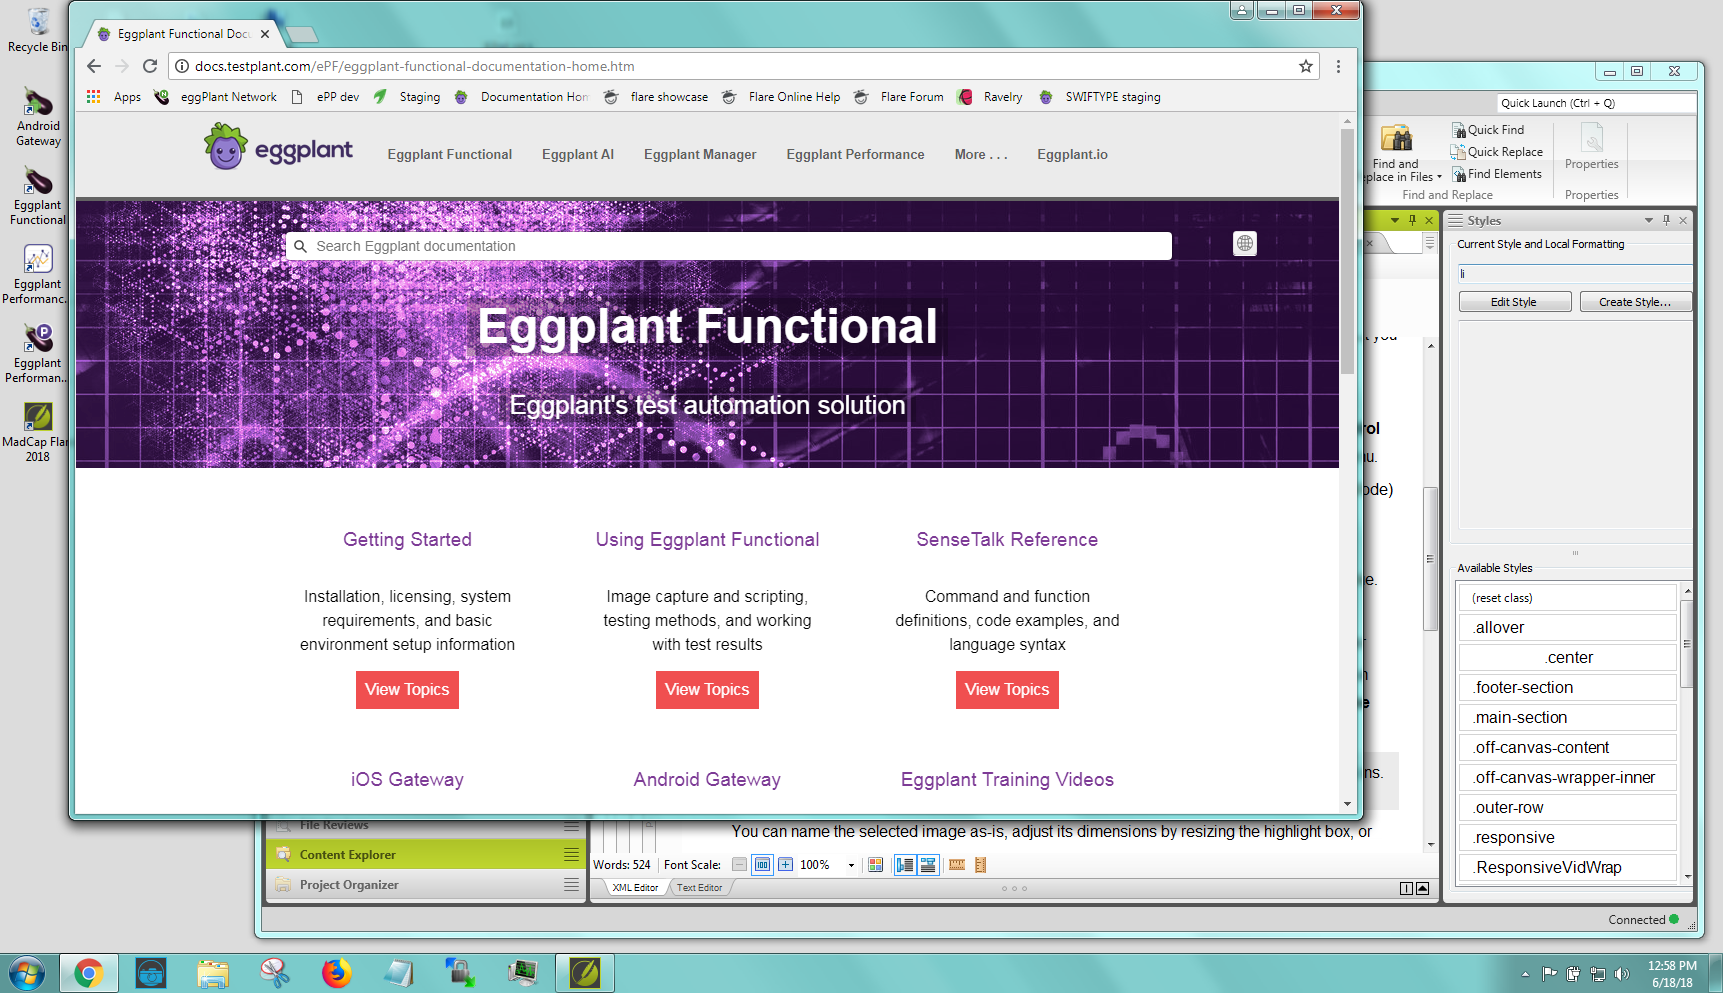 Recycle Bin
Android
Gateway
Eggplant
Functional
Eggplant
Performanc...
Eggplant
Performan...
MadCap Flar
2018
Eggplant Functional Docu
docs.testplant.com/ePF/eggplant-functional-documentation-home.htm
Apps
eggPlant Network
ePP dev
Staging
Documentation Hom
flare showcase
Flare Online Help
Flare Forum
Ravelry
SWIFTYPE staging
eggplant
Eggplant Functional
Eggplant AI
Eggplant Manager
Eggplant Performance
More . . .
Eggplant.io
Search Eggplant documentation
Eggplant Functional
Eggplant's test automation solution
Getting Started
Installation, licensing, system
requirements, and basic
environment setup information
View Topics
Using Eggplant Functional
Image capture and scripting,
testing methods, and working
with test results
View Topics
SenseTalk Reference
Command and function
definitions, code examples, and
language syntax
View Topics
iOS Gateway
Android Gateway
Eggplant Training Videos
Quick Launch (Ctrl + Q)
Find and
place in Files
Quick Find
Quick Replace
Find Elements
Find and Replace
Properties
Properties
Styles
Current Style and Local Formatting
li
Edit Style
Create Style...
you
rol
nu.
ode)
e.
ns.
Available Styles
(reset class)
.allover
.center
.footer-section
.main-section
.off-canvas-content
.off-canvas-wrapper-inner
.outer-row
.responsive
.ResponsiveVidWrap
File Reviews
Content Explorer
Project Organizer
You can name the selected image as-is, adjust its dimensions by resizing the highlight box, or
Words: 524
Font Scale:
100%
XML Editor
Text Editor
Connected
12:58 PM
6/18/18